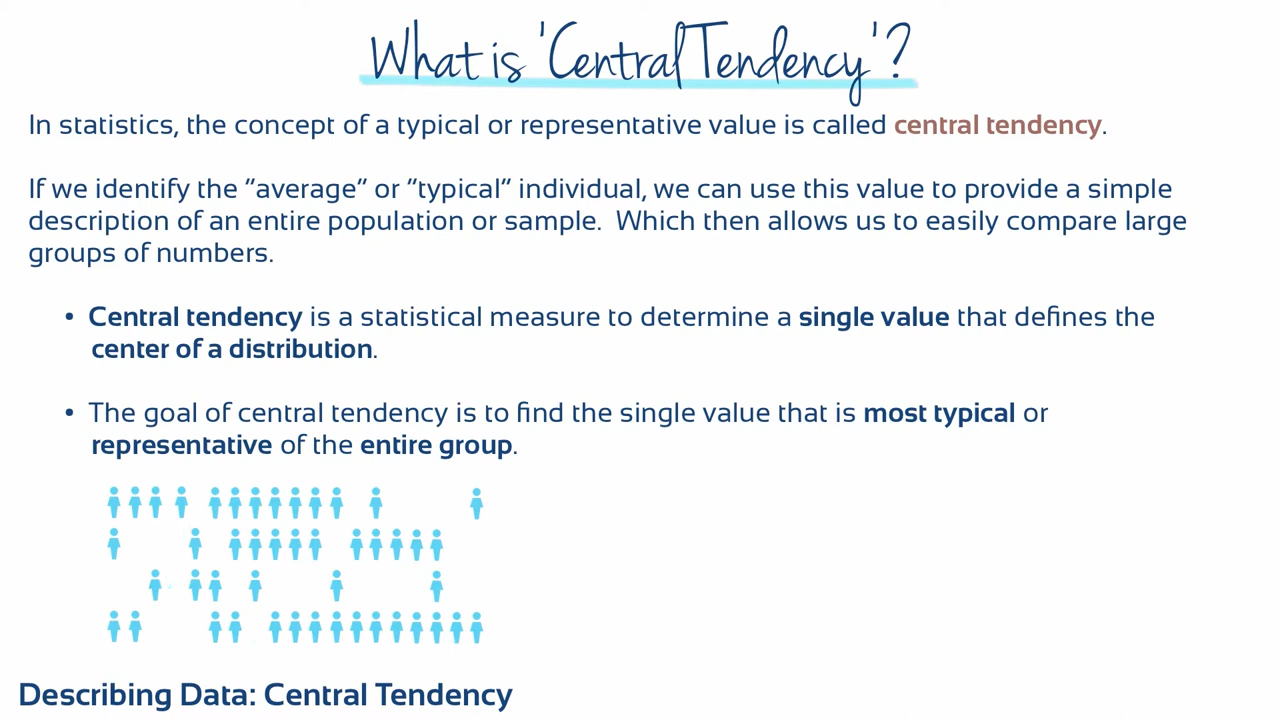 What is 'Central Tendency'?
In statistics, the concept of a typical or representative value is called central tendency.
If we identify the ”average” or ”typical” individual, we can use this value to provide a simple
description of an entire population or sample.  Which then allows us to easily compare large
groups of numbers.
• Central tendency is a statistical measure to determine a single value that defines the
center of a distribution.
• The goal of central tendency is to find the single value that is most typical or
representative of the entire group.
Describing Data: Central Tendency